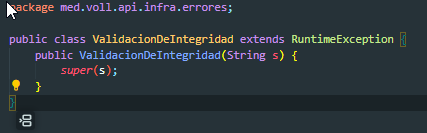 package med.voll.api.infra.errores;
public class ValidacionDeIntegridad extends RuntimeException {
public ValidacionDeIntegridad(String s) {
super(s);
}
}